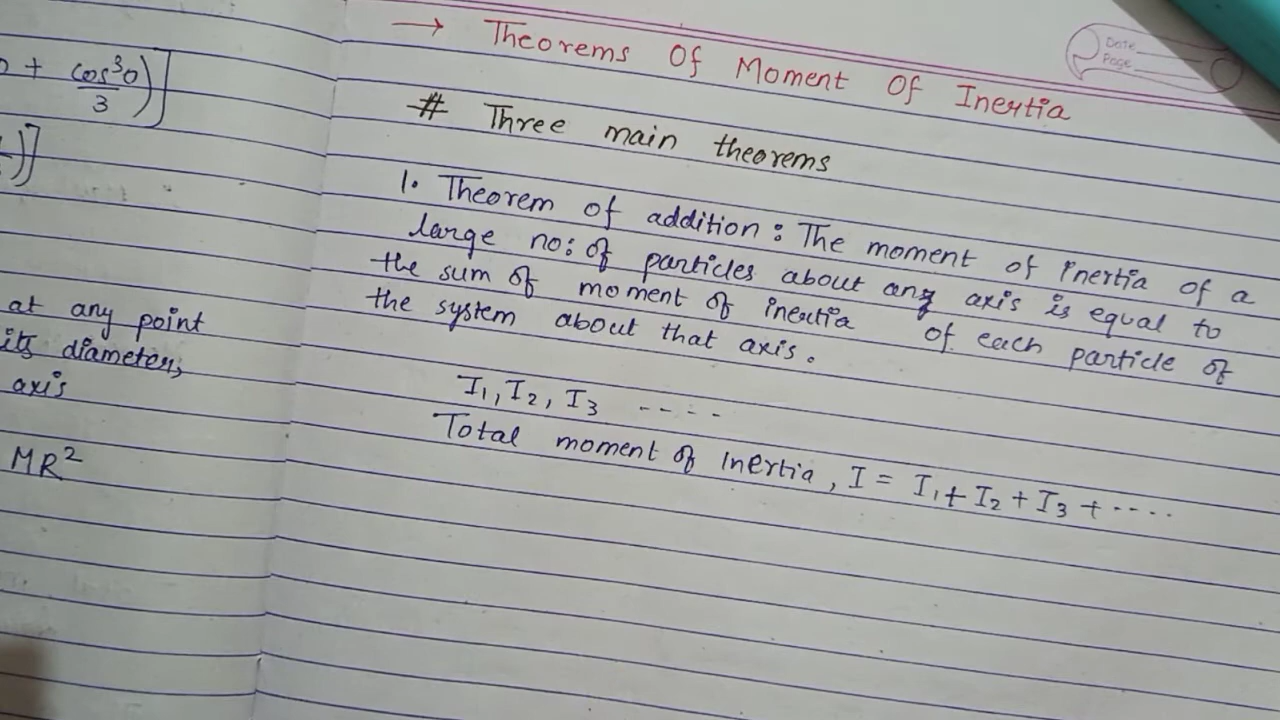 → Theorems Of Moment Of Inertia
Date
Page
# Three main theorems
1. Theorem of addition : The moment of inertia of a
large no: of particles about any axis is equal to
the sum of moment of inertia of each particle of
the system about that axis.
I₁, I₂, I₃ ----
Total moment of Inertia, I = I₁ + I₂ + I₃ + ----
+ cos³0)]
3
)]
at any point
its diameter,
axis
MR²